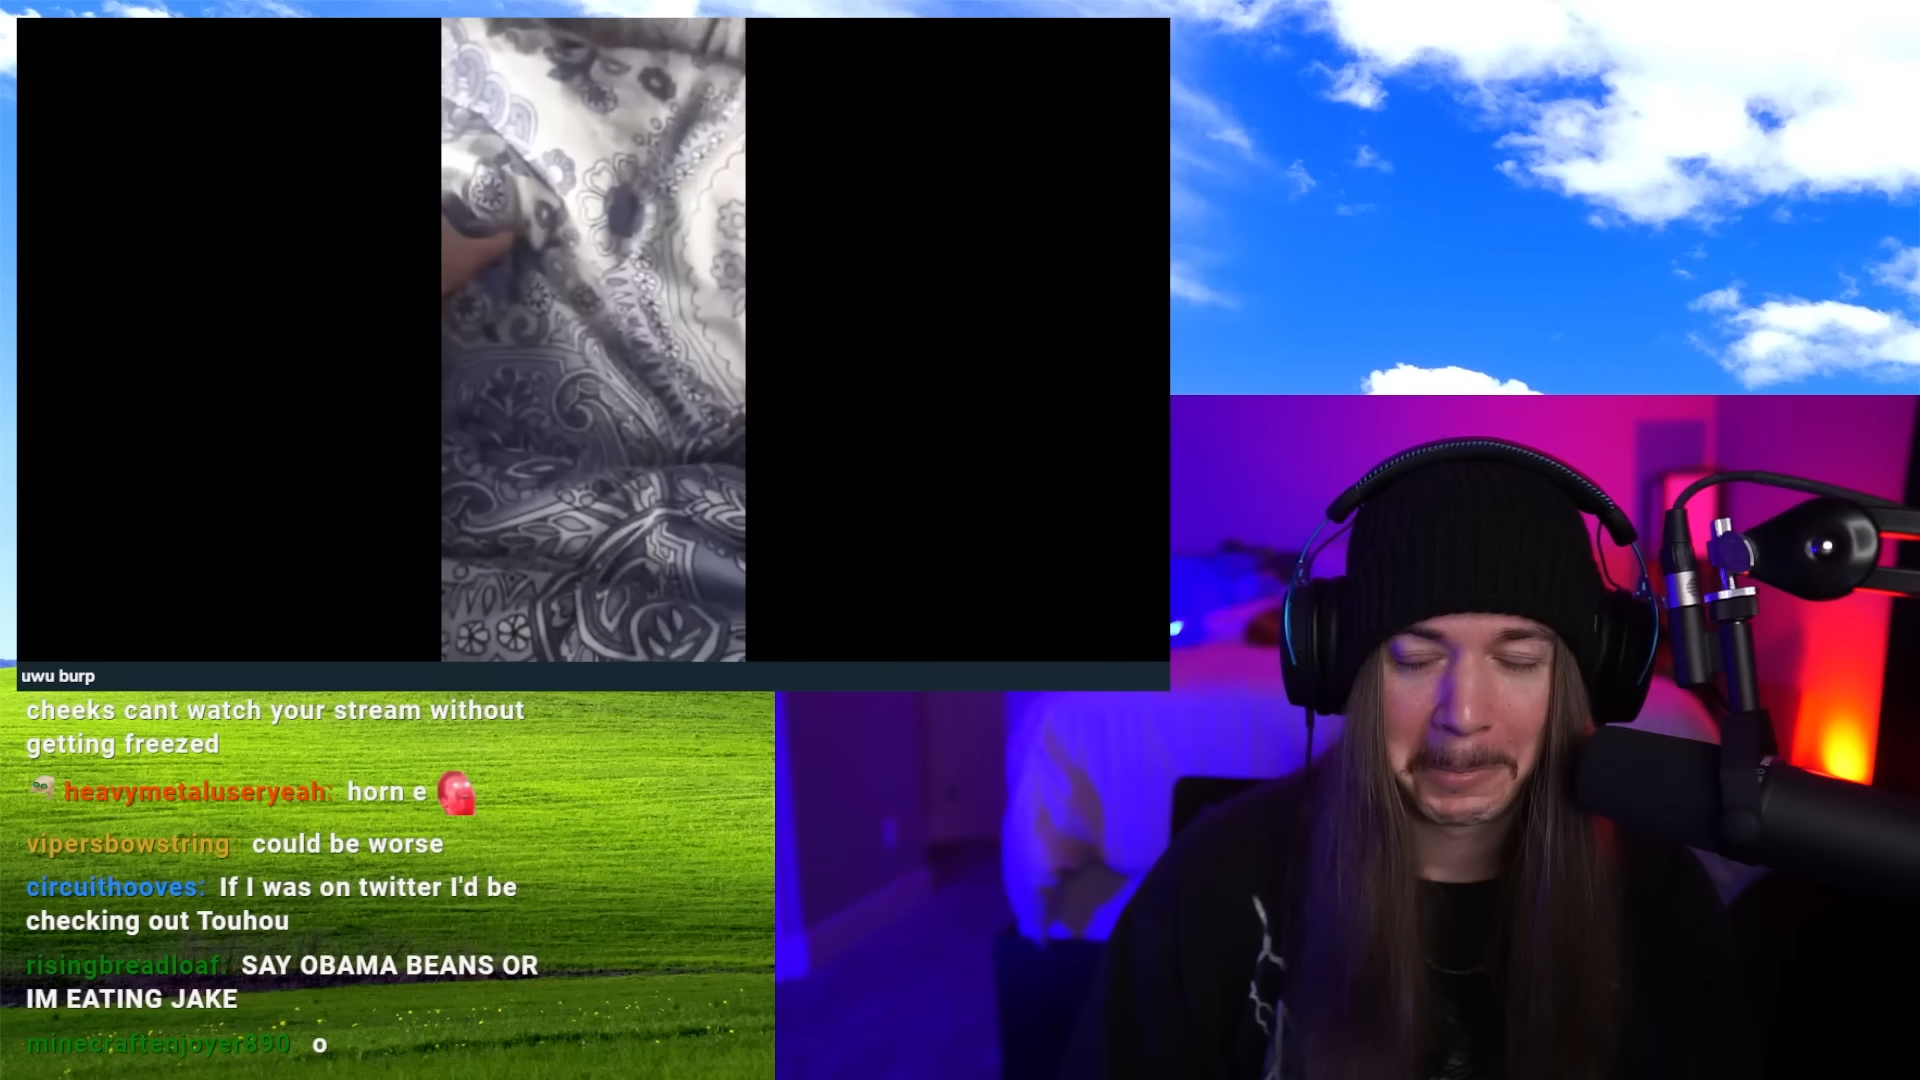 uwu burp
cheeks cant watch your stream without
getting freezed
heavymetaluseryeah: horn e
vipersbowstring: could be worse
circuithooves: If I was on twitter I'd be
checking out Touhou
risingbreadloaf: SAY OBAMA BEANS OR
IM EATING JAKE
minecraftenjoyer890: o